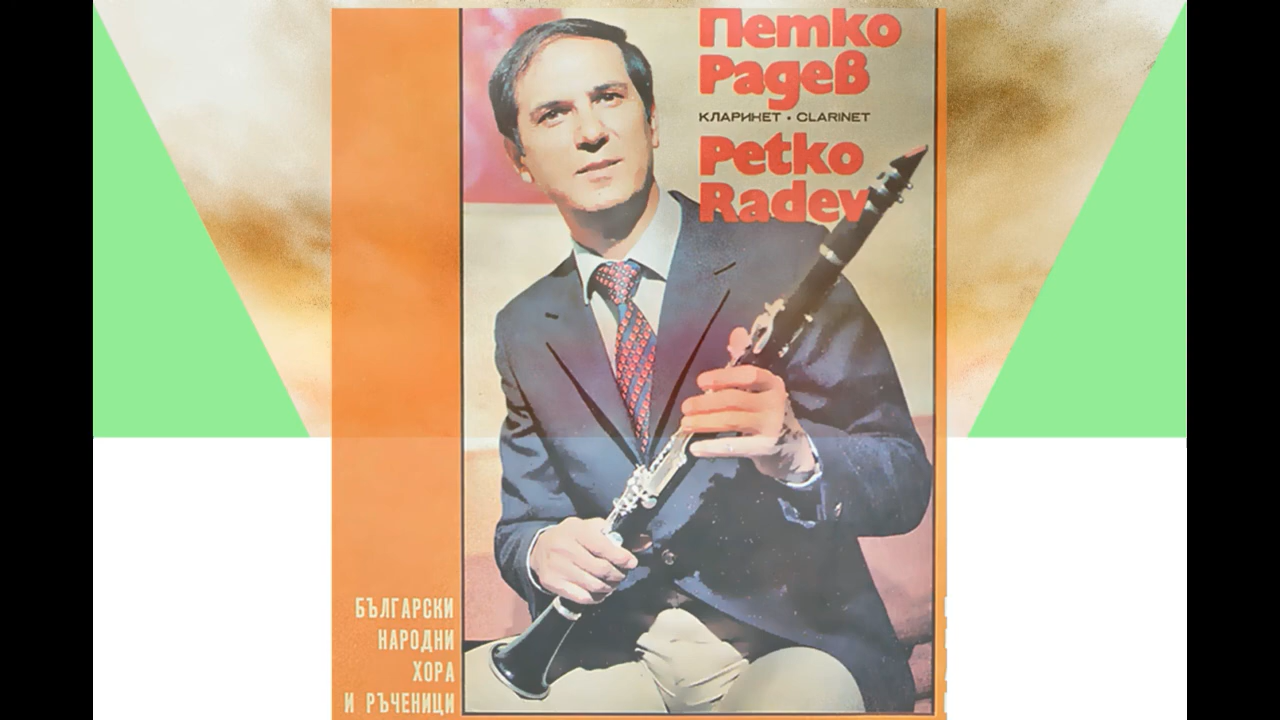 Петко
Радев
КЛАРИНЕТ • CLARINET
Petko
Radev
БЪЛГАРСКИ
НАРОДНИ
ХОРА
И РЪЧЕНИЦИ